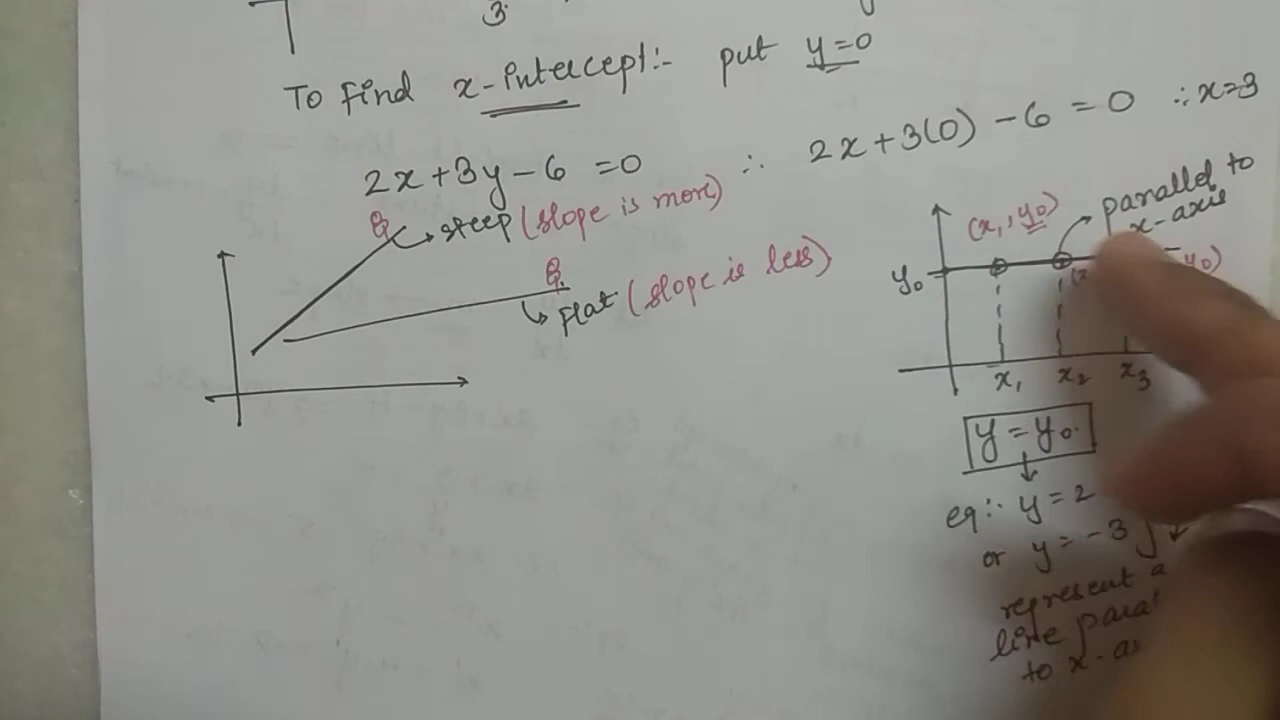 3
To Find x-intercept:- put y=0
2x+3y-6 =0 ∴ 2x+3(0)-6=0 ∴x=3
Q steep (slope is more)
Q Flat (slope is less)
(x₁,y₀) parallel to
x-axis
y₀ y₀)
x₁ x₂ x₃
y=y₀.
eg:. y=2
or y=-3 }
represent a
line
to x-